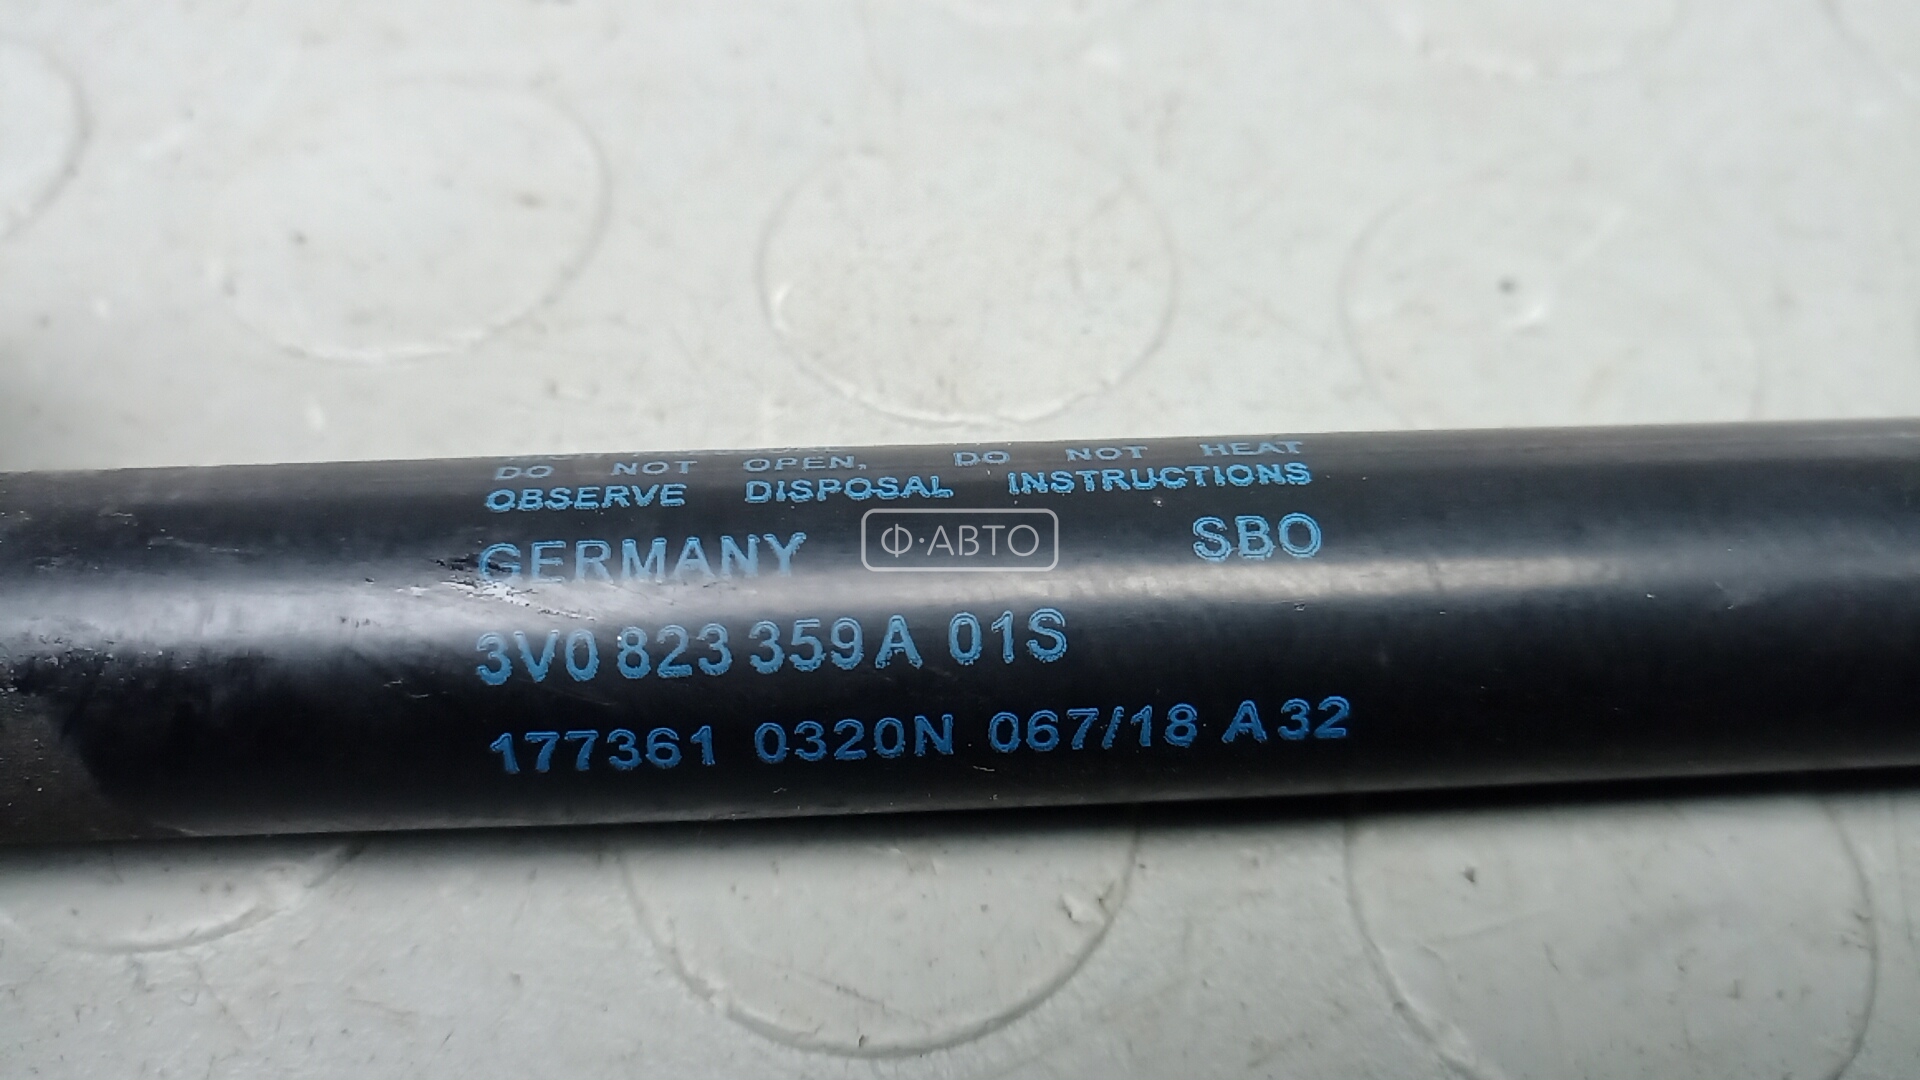 DO NOT OPEN, DO NOT HEAT
OBSERVE DISPOSAL INSTRUCTIONS
GERMANY SBO
Ф·АВТО
3V0 823 359A 01S
177361 0320N 067/18 A32